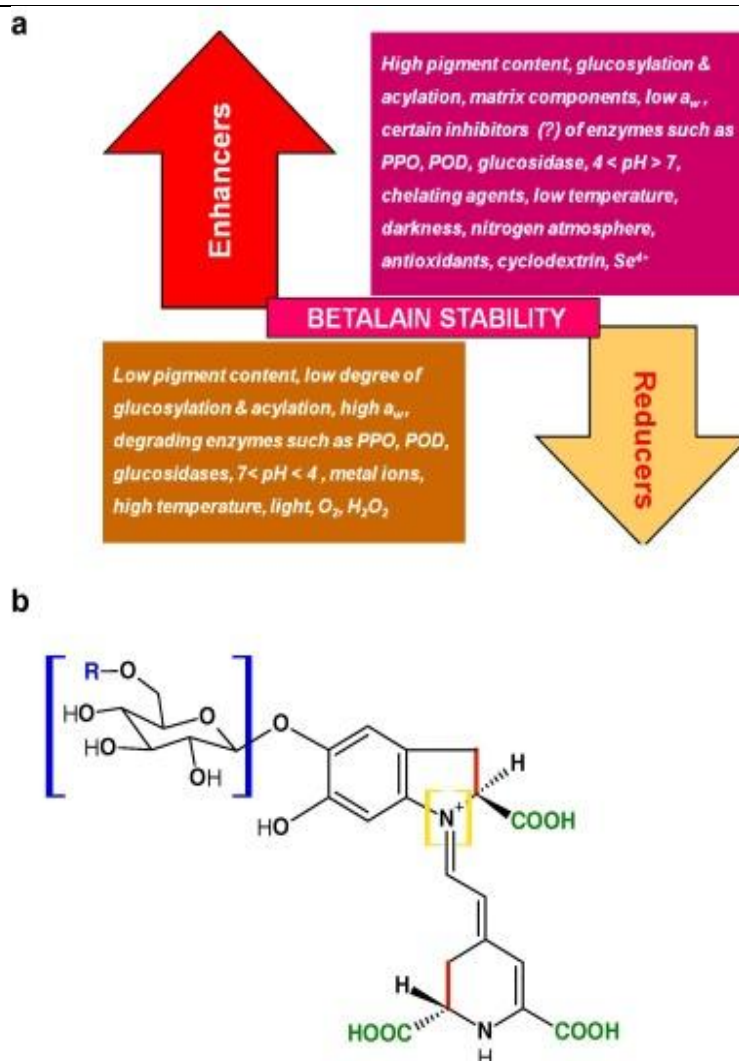 a
Enhancers
High pigment content, glucosylation &
acylation, matrix components, low a_w ,
certain inhibitors (?) of enzymes such as
PPO, POD, glucosidase, 4 < pH > 7,
chelating agents, low temperature,
darkness, nitrogen atmosphere,
antioxidants, cyclodextrin, Se⁴⁺
BETALAIN STABILITY
Low pigment content, low degree of
glucosylation & acylation, high a_w,
degrading enzymes such as PPO, POD,
glucosidases, 7< pH < 4 , metal ions,
high temperature, light, O₂, H₂O₂
Reducers
b
R
O
HO
O
O
HO
OH
H
HO
N⁺
COOH
H
HOOC
N
H
COOH